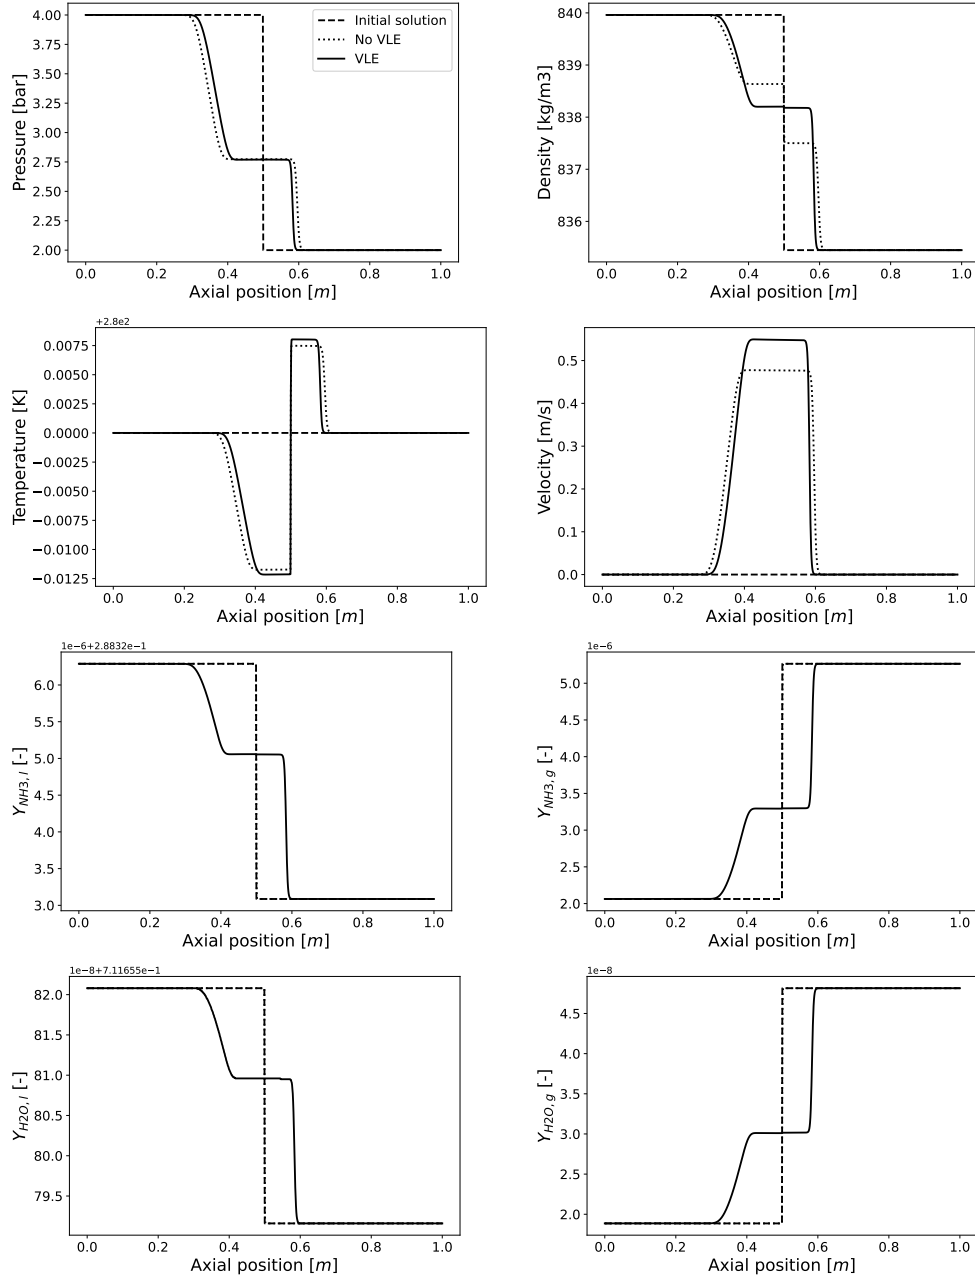 4.00
3.75
3.50
3.25
3.00
2.75
2.50
2.25
2.00
Pressure [bar]
Initial solution
No VLE
VLE
0.0 0.2 0.4 0.6 0.8 1.0
Axial position [m]
840
839
838
837
836
Density [kg/m3]
0.0 0.2 0.4 0.6 0.8 1.0
Axial position [m]
+2.8e2
0.0075
0.0050
0.0025
0.0000
−0.0025
−0.0050
−0.0075
−0.0100
−0.0125
Temperature [K]
0.0 0.2 0.4 0.6 0.8 1.0
Axial position [m]
0.5
0.4
0.3
0.2
0.1
0.0
Velocity [m/s]
0.0 0.2 0.4 0.6 0.8 1.0
Axial position [m]
1e-6+2.8832e-1
6.0
5.5
5.0
4.5
4.0
3.5
3.0
Y_{NH3,l} [-]
0.0 0.2 0.4 0.6 0.8 1.0
Axial position [m]
1e-6
5.0
4.5
4.0
3.5
3.0
2.5
2.0
Y_{NH3,g} [-]
0.0 0.2 0.4 0.6 0.8 1.0
Axial position [m]
1e-8+7.11655e-1
82.0
81.5
81.0
80.5
80.0
79.5
Y_{H2O,l} [-]
0.0 0.2 0.4 0.6 0.8 1.0
Axial position [m]
1e-8
4.5
4.0
3.5
3.0
2.5
2.0
Y_{H2O,g} [-]
0.0 0.2 0.4 0.6 0.8 1.0
Axial position [m]